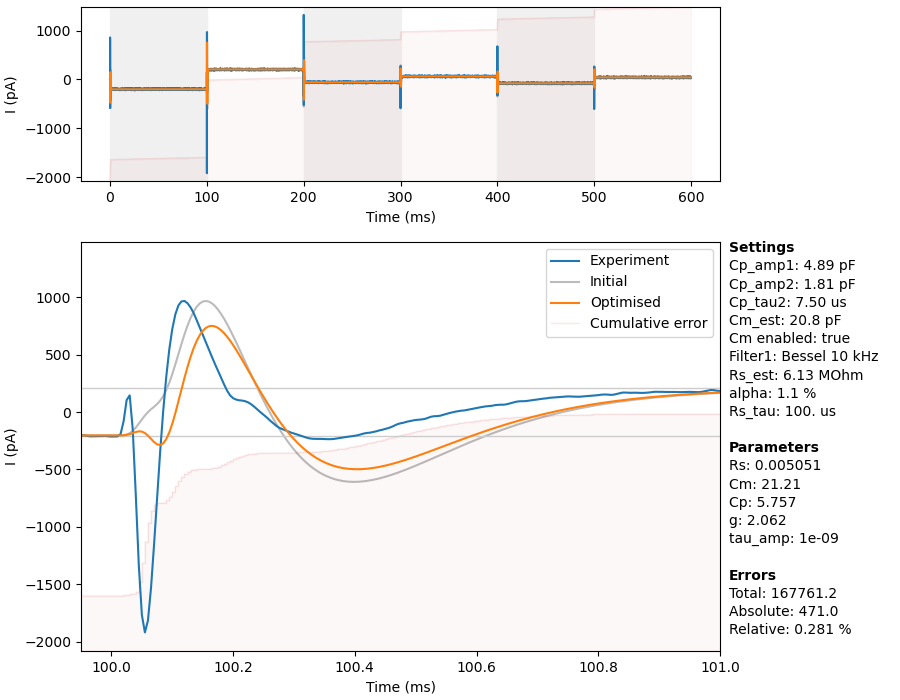 1000
0
−1000
−2000
I (pA)
0
100
200
300
400
500
600
Time (ms)
1000
500
0
−500
−1000
−1500
−2000
I (pA)
100.0
100.2
100.4
100.6
100.8
101.0
Time (ms)
Experiment
Initial
Optimised
Cumulative error
Settings
Cp_amp1: 4.89 pF
Cp_amp2: 1.81 pF
Cp_tau2: 7.50 us
Cm_est: 20.8 pF
Cm enabled: true
Filter1: Bessel 10 kHz
Rs_est: 6.13 MOhm
alpha: 1.1 %
Rs_tau: 100. us
Parameters
Rs: 0.005051
Cm: 21.21
Cp: 5.757
g: 2.062
tau_amp: 1e-09
Errors
Total: 167761.2
Absolute: 471.0
Relative: 0.281 %